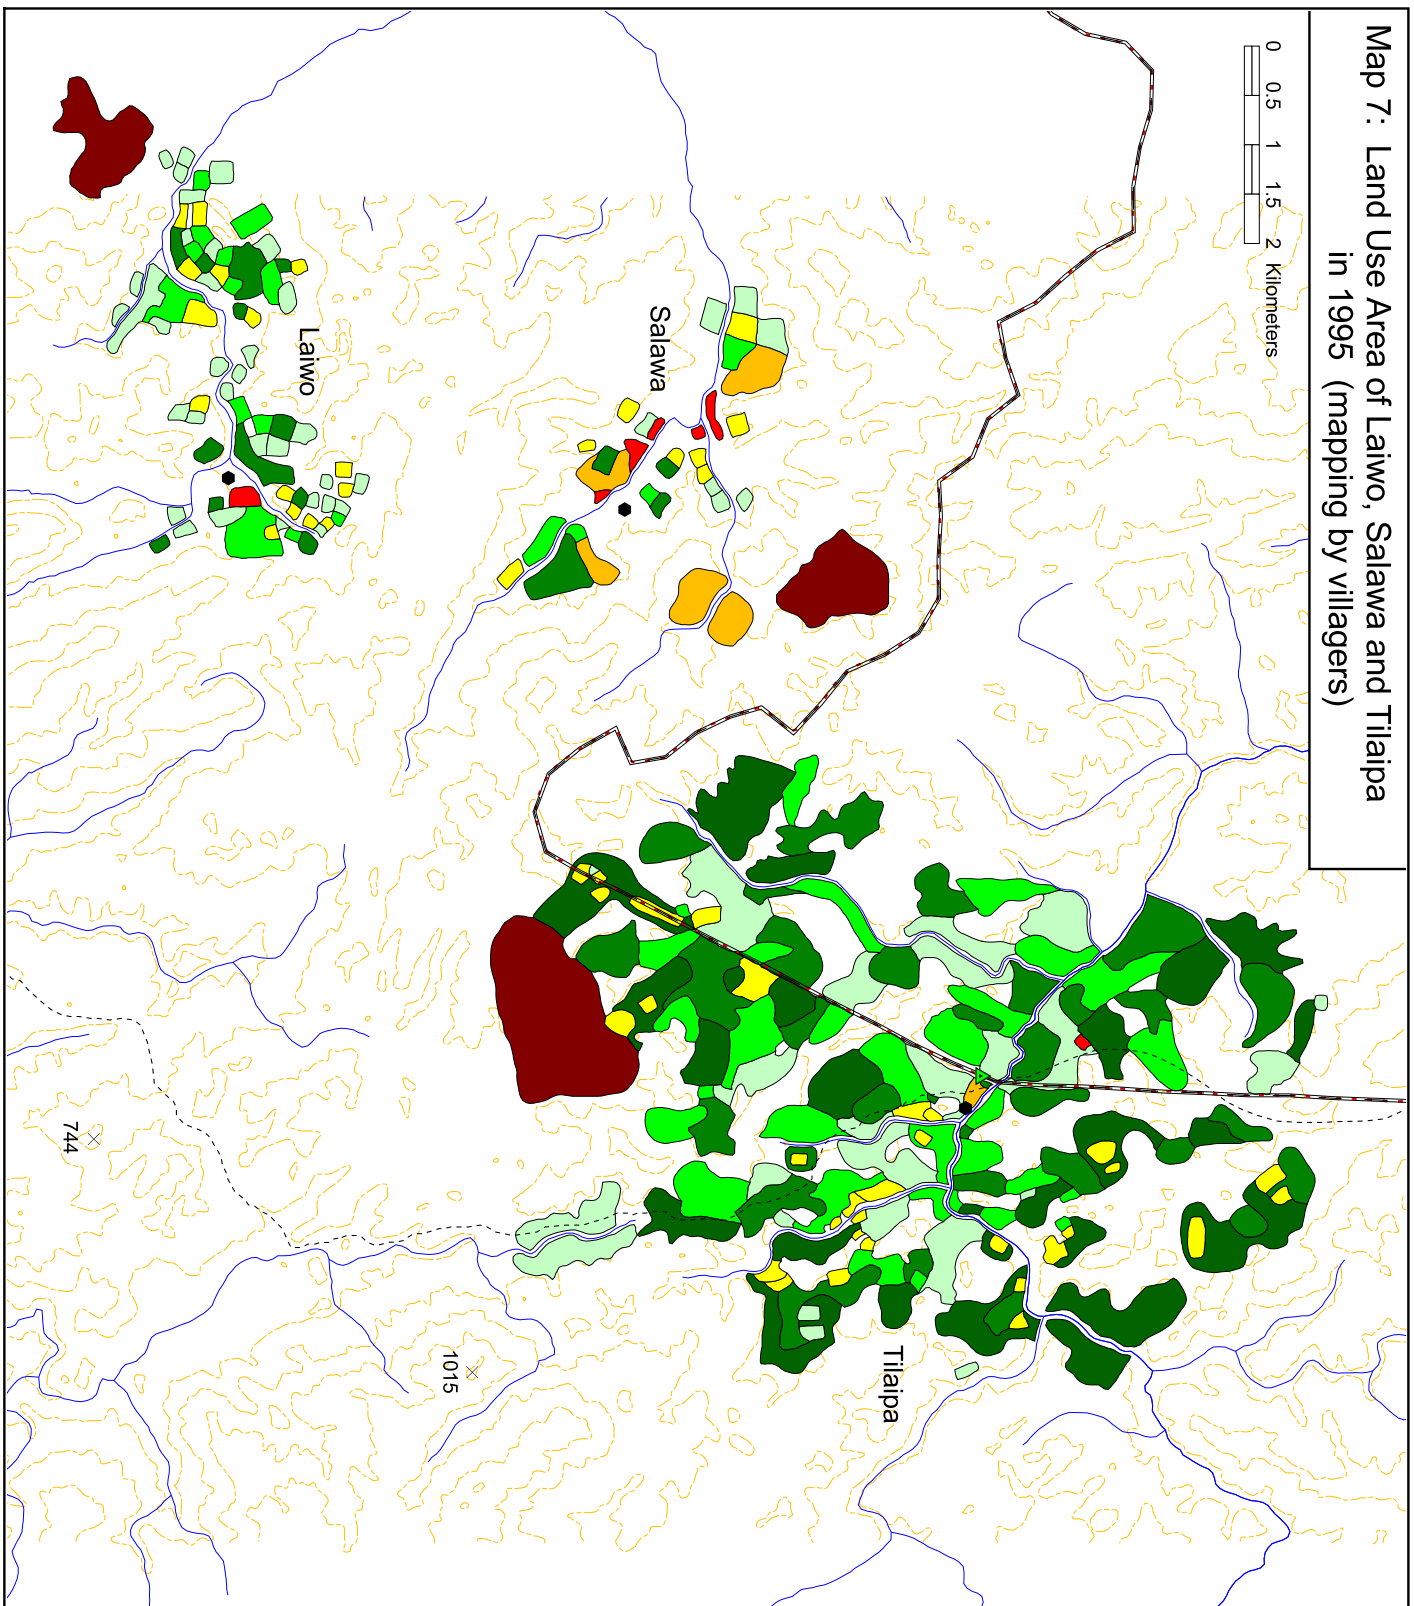 Map 7: Land Use Area of Laiwo, Salawa and Tilaipa
in 1995 (mapping by villagers)
0 0.5 1 1.5 2 Kilometers
Salawa
Laiwo
Tilaipa
1015
744